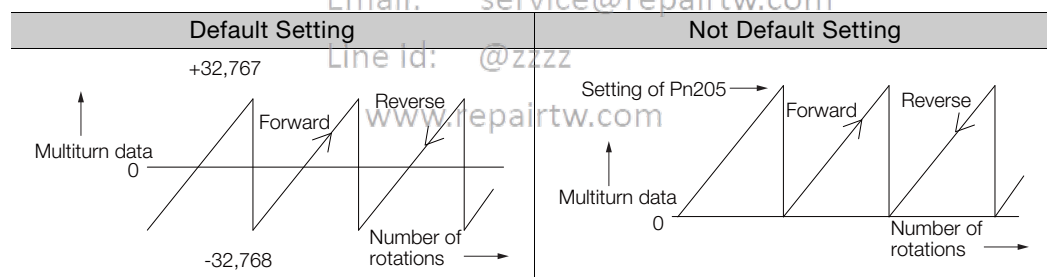 Email: service@repairtw.com
Default Setting
Not Default Setting
Line Id: @zzzz
+32,767
Setting of Pn205
Forward
Reverse
Forward
Reverse
www.repairtw.com
Multiturn data
0
Multiturn data
0
Number of
rotations
Number of
rotations
-32,768